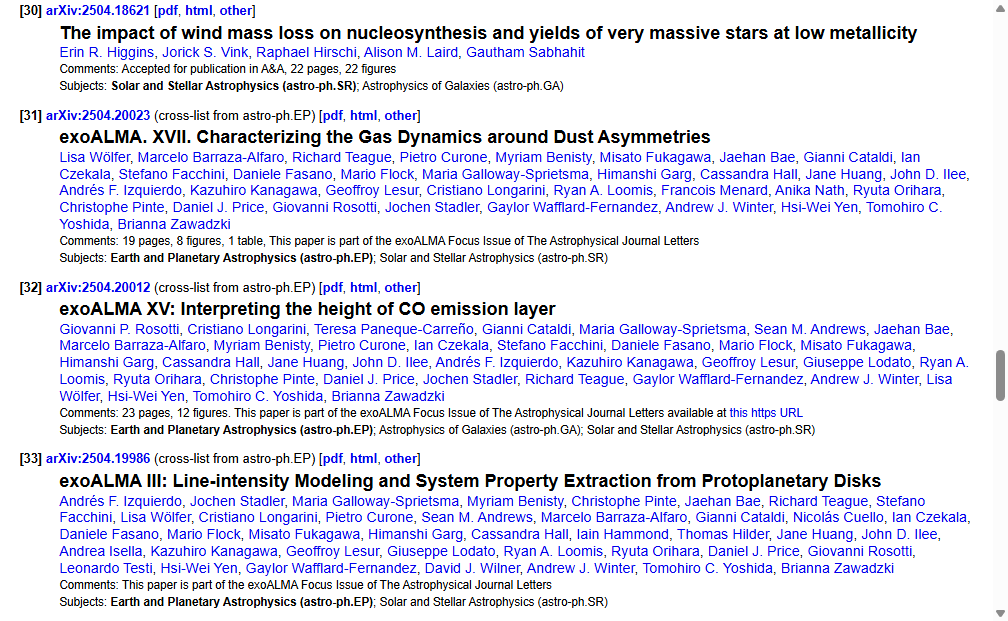 [30] arXiv:2504.18621 [pdf, html, other]
The impact of wind mass loss on nucleosynthesis and yields of very massive stars at low metallicity
Erin R. Higgins, Jorick S. Vink, Raphael Hirschi, Alison M. Laird, Gautham Sabhahit
Comments: Accepted for publication in A&A, 22 pages, 22 figures
Subjects: Solar and Stellar Astrophysics (astro-ph.SR); Astrophysics of Galaxies (astro-ph.GA)
[31] arXiv:2504.20023 (cross-list from astro-ph.EP) [pdf, html, other]
exoALMA. XVII. Characterizing the Gas Dynamics around Dust Asymmetries
Lisa Wölfer, Marcelo Barraza-Alfaro, Richard Teague, Pietro Curone, Myriam Benisty, Misato Fukagawa, Jaehan Bae, Gianni Cataldi, Ian
Czekala, Stefano Facchini, Daniele Fasano, Mario Flock, Maria Galloway-Sprietsma, Himanshi Garg, Cassandra Hall, Jane Huang, John D. Ilee,
Andrés F. Izquierdo, Kazuhiro Kanagawa, Geoffroy Lesur, Cristiano Longarini, Ryan A. Loomis, Francois Menard, Anika Nath, Ryuta Orihara,
Christophe Pinte, Daniel J. Price, Giovanni Rosotti, Jochen Stadler, Gaylor Wafflard-Fernandez, Andrew J. Winter, Hsi-Wei Yen, Tomohiro C.
Yoshida, Brianna Zawadzki
Comments: 19 pages, 8 figures, 1 table, This paper is part of the exoALMA Focus Issue of The Astrophysical Journal Letters
Subjects: Earth and Planetary Astrophysics (astro-ph.EP); Solar and Stellar Astrophysics (astro-ph.SR)
[32] arXiv:2504.20012 (cross-list from astro-ph.EP) [pdf, html, other]
exoALMA XV: Interpreting the height of CO emission layer
Giovanni P. Rosotti, Cristiano Longarini, Teresa Paneque-Carreño, Gianni Cataldi, Maria Galloway-Sprietsma, Sean M. Andrews, Jaehan Bae,
Marcelo Barraza-Alfaro, Myriam Benisty, Pietro Curone, Ian Czekala, Stefano Facchini, Daniele Fasano, Mario Flock, Misato Fukagawa,
Himanshi Garg, Cassandra Hall, Jane Huang, John D. Ilee, Andrés F. Izquierdo, Kazuhiro Kanagawa, Geoffroy Lesur, Giuseppe Lodato, Ryan A.
Loomis, Ryuta Orihara, Christophe Pinte, Daniel J. Price, Jochen Stadler, Richard Teague, Gaylor Wafflard-Fernandez, Andrew J. Winter, Lisa
Wölfer, Hsi-Wei Yen, Tomohiro C. Yoshida, Brianna Zawadzki
Comments: 23 pages, 12 figures. This paper is part of the exoALMA Focus Issue of The Astrophysical Journal Letters available at this https URL
Subjects: Earth and Planetary Astrophysics (astro-ph.EP); Astrophysics of Galaxies (astro-ph.GA); Solar and Stellar Astrophysics (astro-ph.SR)
[33] arXiv:2504.19986 (cross-list from astro-ph.EP) [pdf, html, other]
exoALMA III: Line-intensity Modeling and System Property Extraction from Protoplanetary Disks
Andrés F. Izquierdo, Jochen Stadler, Maria Galloway-Sprietsma, Myriam Benisty, Christophe Pinte, Jaehan Bae, Richard Teague, Stefano
Facchini, Lisa Wölfer, Cristiano Longarini, Pietro Curone, Sean M. Andrews, Marcelo Barraza-Alfaro, Gianni Cataldi, Nicolás Cuello, Ian Czekala,
Daniele Fasano, Mario Flock, Misato Fukagawa, Himanshi Garg, Cassandra Hall, Iain Hammond, Thomas Hilder, Jane Huang, John D. Ilee,
Andrea Isella, Kazuhiro Kanagawa, Geoffroy Lesur, Giuseppe Lodato, Ryan A. Loomis, Ryuta Orihara, Daniel J. Price, Giovanni Rosotti,
Leonardo Testi, Hsi-Wei Yen, Gaylor Wafflard-Fernandez, David J. Wilner, Andrew J. Winter, Tomohiro C. Yoshida, Brianna Zawadzki
Comments: This paper is part of the exoALMA Focus Issue of The Astrophysical Journal Letters
Subjects: Earth and Planetary Astrophysics (astro-ph.EP); Solar and Stellar Astrophysics (astro-ph.SR)